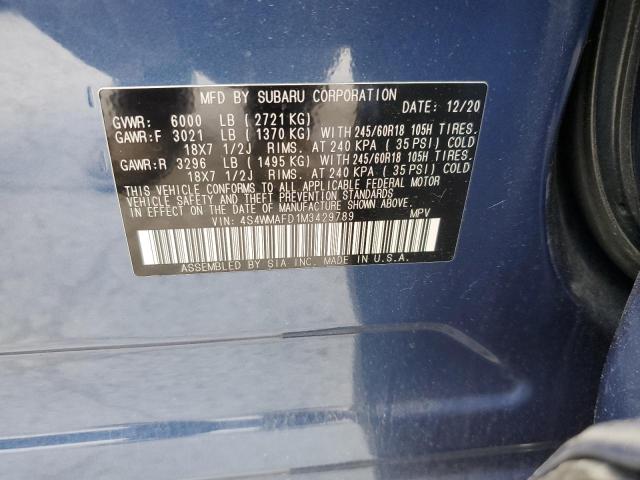 MFD BY SUBARU CORPORATION
DATE: 12/20
GVWR: 6000 LB (2721 KG)
GAWR:F 3021 LB (1370 KG) WITH 245/60R18 105H TIRES.
18X7 1/2J RIMS. AT 240 KPA (35 PSI) COLD
GAWR:R 3296 LB (1495 KG) WITH 245/60R18 105H TIRES.
18X7 1/2J RIMS. AT 240 KPA (35 PSI) COLD
THIS VEHICLE CONFORMS TO ALL APPLICABLE FEDERAL MOTOR
VEHICLE SAFETY AND THEFT PREVENTION STANDARDS IN EFFECT
ON THE DATE OF MANUFACTURE SHOWN ABOVE.
VIN: 4S4WMAFD1M3429789 MPV
ASSEMBLED BY SIA INC. MADE IN U.S.A.